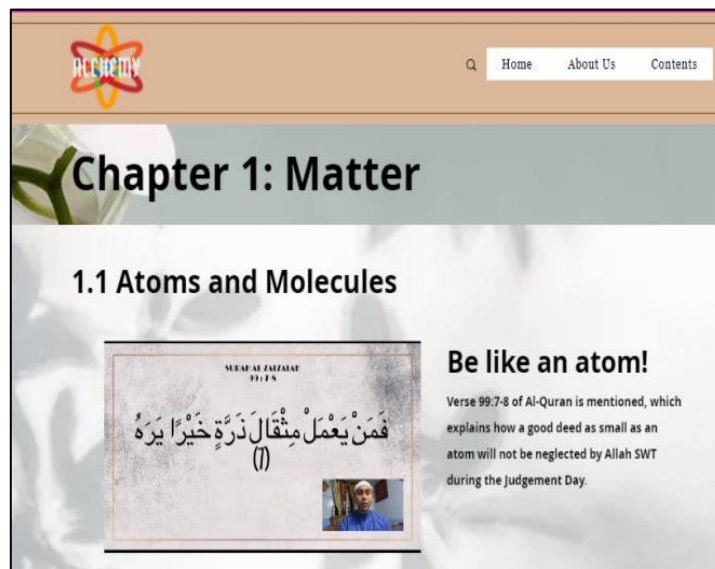 ALCHEMY
Home About Us Contents
Chapter 1: Matter
1.1 Atoms and Molecules
SURAH AL ZALZALAH
99 : 7-8
فَمَنْ يَعْمَلْ مِثْقَالَ ذَرَّةٍ خَيْرًا يَرَهُ
(7)
Be like an atom!
Verse 99:7-8 of Al-Quran is mentioned, which
explains how a good deed as small as an
atom will not be neglected by Allah SWT
during the Judgement Day.